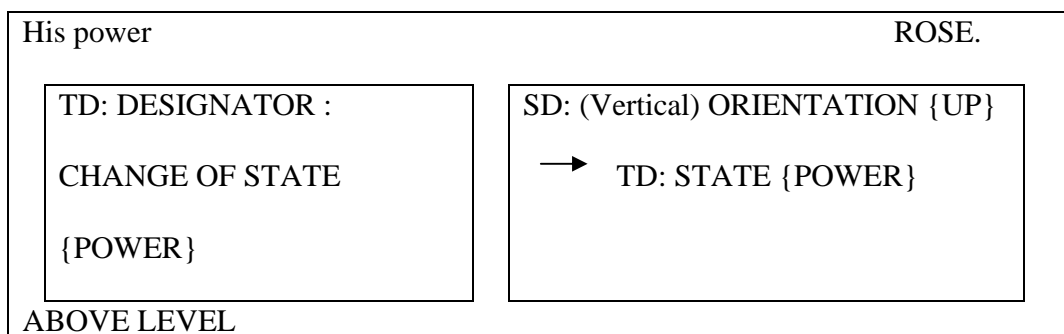 His power ROSE.
TD: DESIGNATOR :
CHANGE OF STATE
{POWER}
SD: (Vertical) ORIENTATION {UP}
TD: STATE {POWER}
ABOVE LEVEL